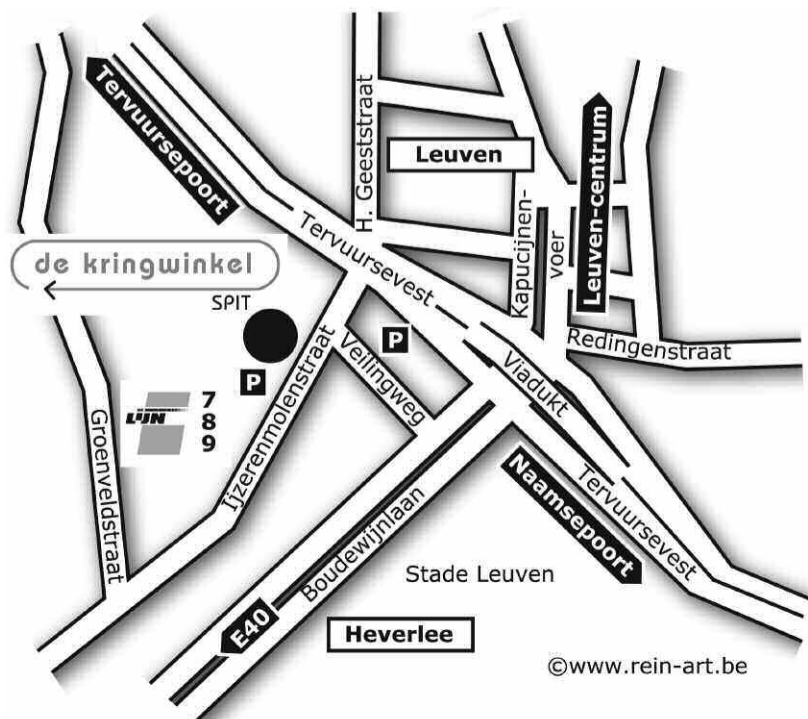 Tervuursepoort
H. Geeststraat
Leuven
Leuven-centrum
Kapucijnen-
voer
Tervuursevest
de kringwinkel
SPIT
P
P
Veilingweg
Viadukt
Redingenstraat
LIJN
7
8
9
Ijzerenmolenstraat
Groenveldstraat
Boudewijnlaan
Naamsepoort
Tervuursevest
Stade Leuven
E40
Heverlee
©www.rein-art.be